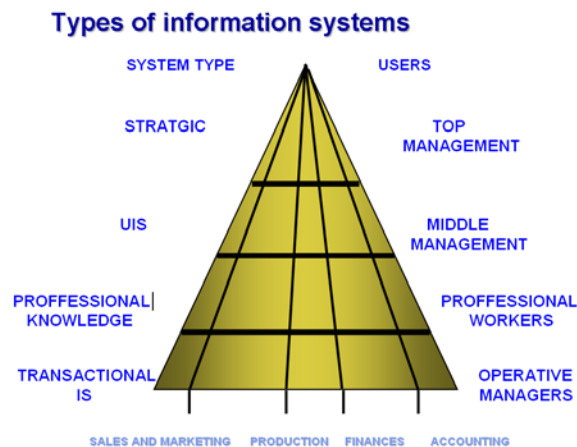 Types of information systems
SYSTEM TYPE USERS
STRATGIC TOP
MANAGEMENT
UIS MIDDLE
MANAGEMENT
PROFFESSIONAL PROFFESSIONAL
KNOWLEDGE WORKERS
TRANSACTIONAL OPERATIVE
IS MANAGERS
SALES AND MARKETING PRODUCTION FINANCES ACCOUNTING